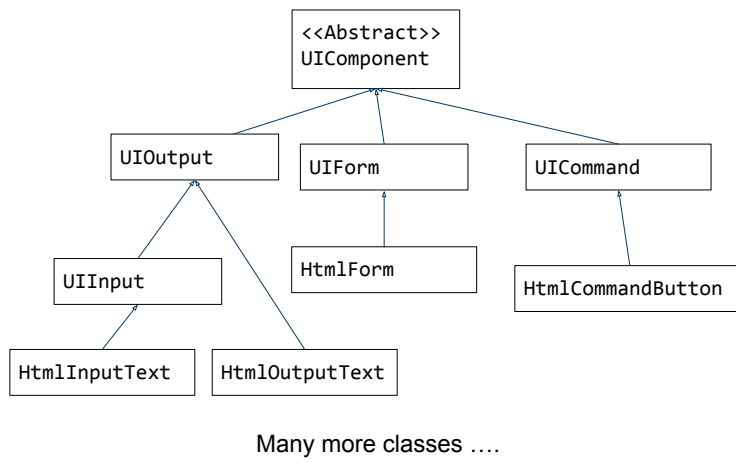 <<Abstract>>
UIComponent
UIOutput
UIForm
UICommand
UIInput
HtmlForm
HtmlCommandButton
HtmlInputText
HtmlOutputText
Many more classes ....